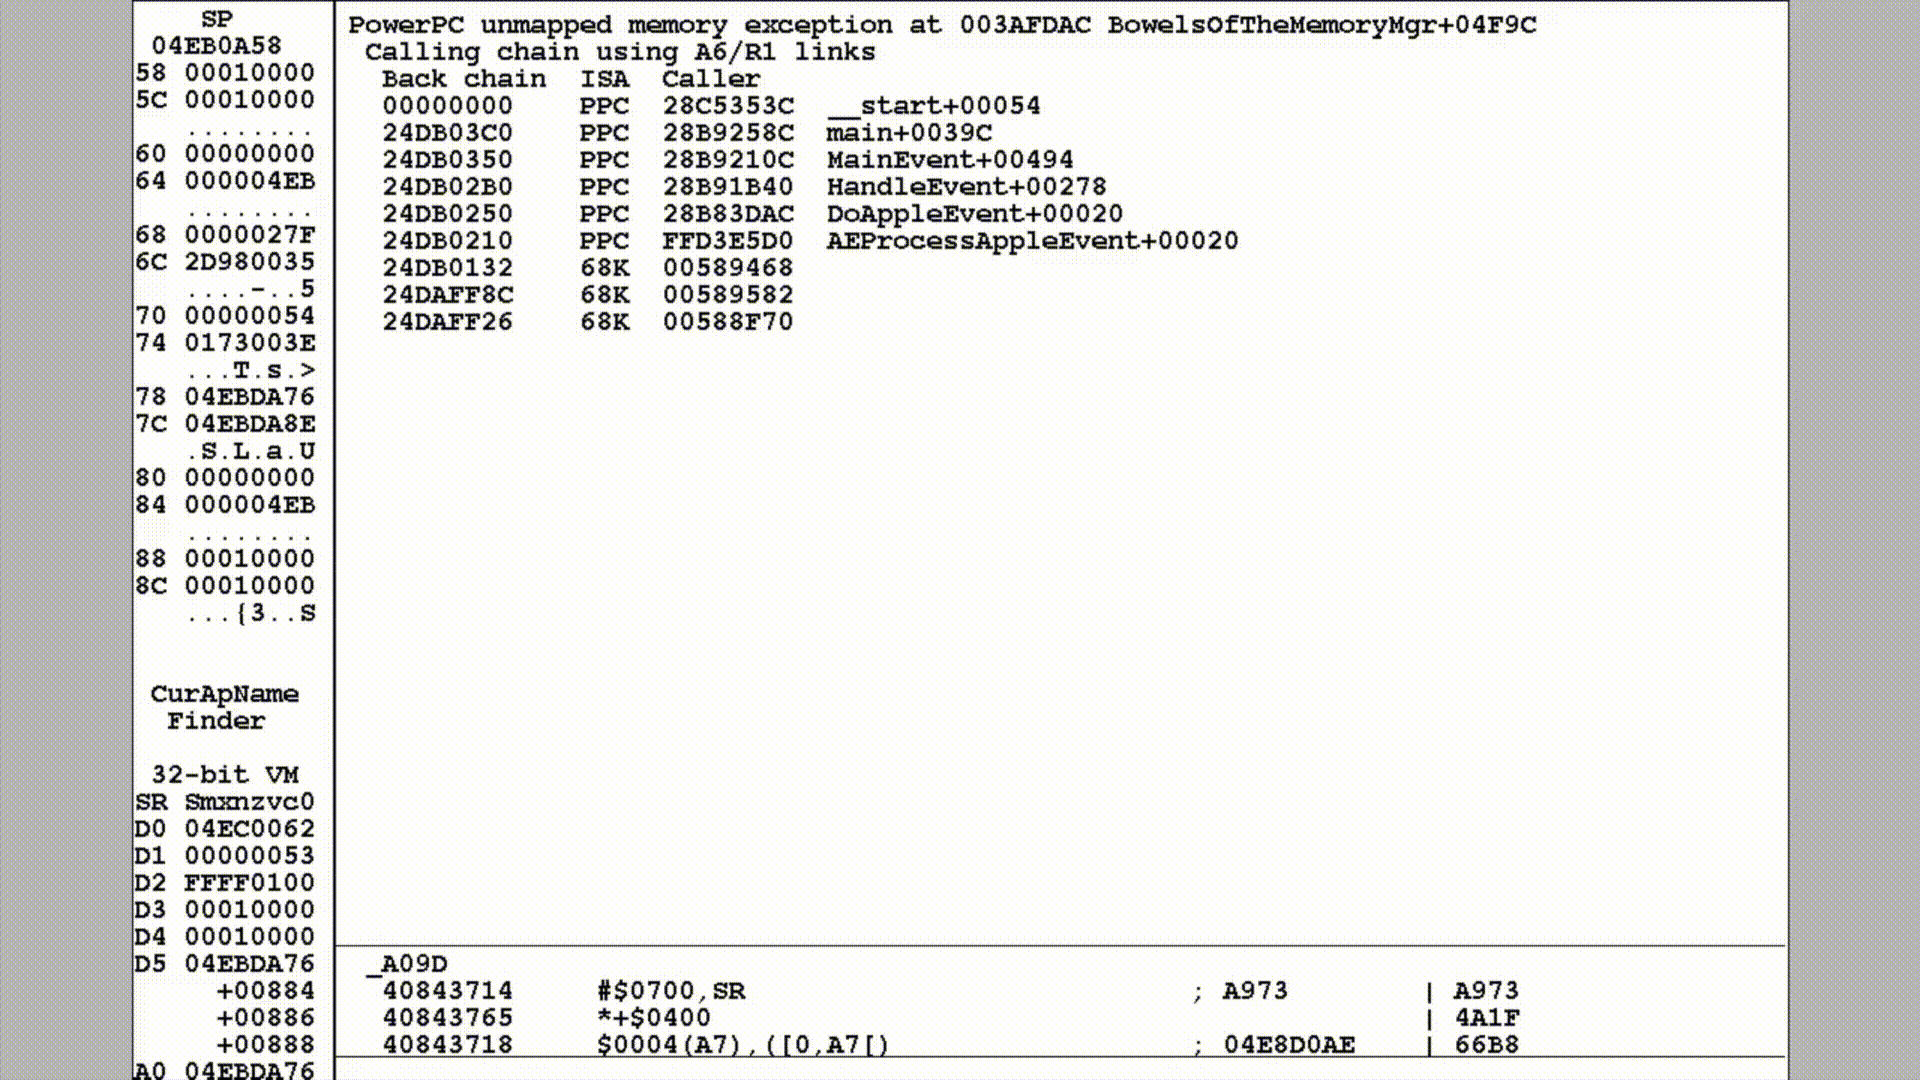 SP
04EB0A58
58 00010000
5C 00010000
........
60 00000000
64 000004EB
........
68 0000027F
6C 2D980035
....-..5
70 00000054
74 0173003E
...T.s.>
78 04EBDA76
7C 04EBDA8E
.S.L.a.U
80 00000000
84 000004EB
........
88 00010000
8C 00010000
...{3..S
CurApName
Finder
32-bit VM
SR Smxnzvc0
D0 04EC0062
D1 00000053
D2 FFFF0100
D3 00010000
D4 00010000
D5 04EBDA76
+00884
+00886
+00888
A0 04EBDA76
PowerPC unmapped memory exception at 003AFDAC BowelsOfTheMemoryMgr+04F9C
Calling chain using A6/R1 links
Back chain ISA Caller
00000000 PPC 28C5353C __start+00054
24DB03C0 PPC 28B9258C main+0039C
24DB0350 PPC 28B9210C MainEvent+00494
24DB02B0 PPC 28B91B40 HandleEvent+00278
24DB0250 PPC 28B83DAC DoAppleEvent+00020
24DB0210 PPC FFD3E5D0 AEProcessAppleEvent+00020
24DB0132 68K 00589468
24DAFF8C 68K 00589582
24DAFF26 68K 00588F70
_A09D
40843714 #$0700,SR ; A973 | A973
40843765 *+$0400 | 4A1F
40843718 $0004(A7),([0,A7[) ; 04E8D0AE | 66B8